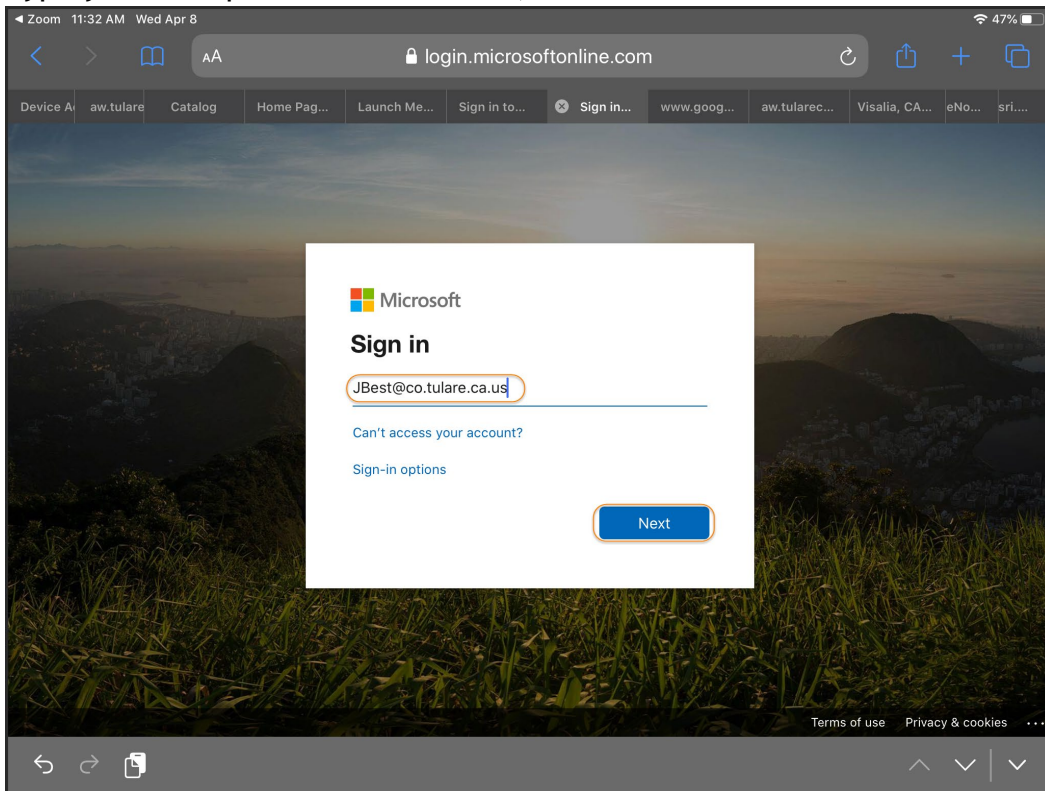 Zoom 11:32 AM Wed Apr 8 47%
AA login.microsoftonline.com
Device A aw.tulare Catalog Home Pag... Launch Me... Sign in to... Sign in... www.goog... aw.tularec... Visalia, CA... eNo... sri....
Microsoft
Sign in
JBest@co.tulare.ca.us
Can't access your account?
Sign-in options
Next
Terms of use Privacy & cookies ...